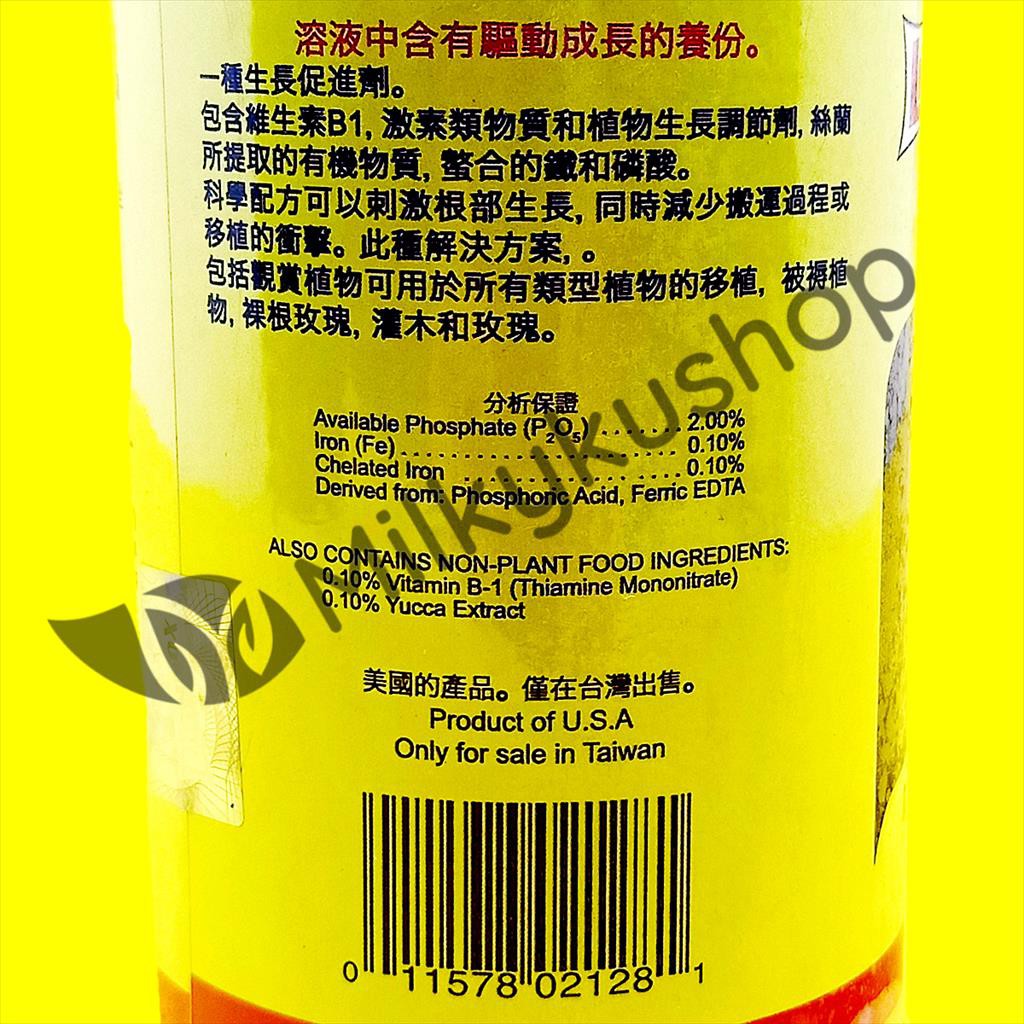 溶液中含有驅動成長的養份。
一種生長促進劑。
包含維生素B1, 激素類物質和植物生長調節劑, 絲蘭
所提取的有機物質, 螯合的鐵和磷酸。
科學配方可以刺激根部生長, 同時減少搬運過程或
移植的衝擊。此種解決方案, 。
包括觀賞植物可用於所有類型植物的移植, 被褥植
物, 裸根玫瑰, 灌木和玫瑰。
分析保證
Available Phosphate (P2O5) ....... 2.00%
Iron (Fe) ............................ 0.10%
Chelated Iron ...................... 0.10%
Derived from: Phosphoric Acid, Ferric EDTA
ALSO CONTAINS NON-PLANT FOOD INGREDIENTS:
0.10% Vitamin B-1 (Thiamine Mononitrate)
0.10% Yucca Extract
美國的產品。僅在台灣出售。
Product of U.S.A
Only for sale in Taiwan
0 11578 02128 1
Milkykushop